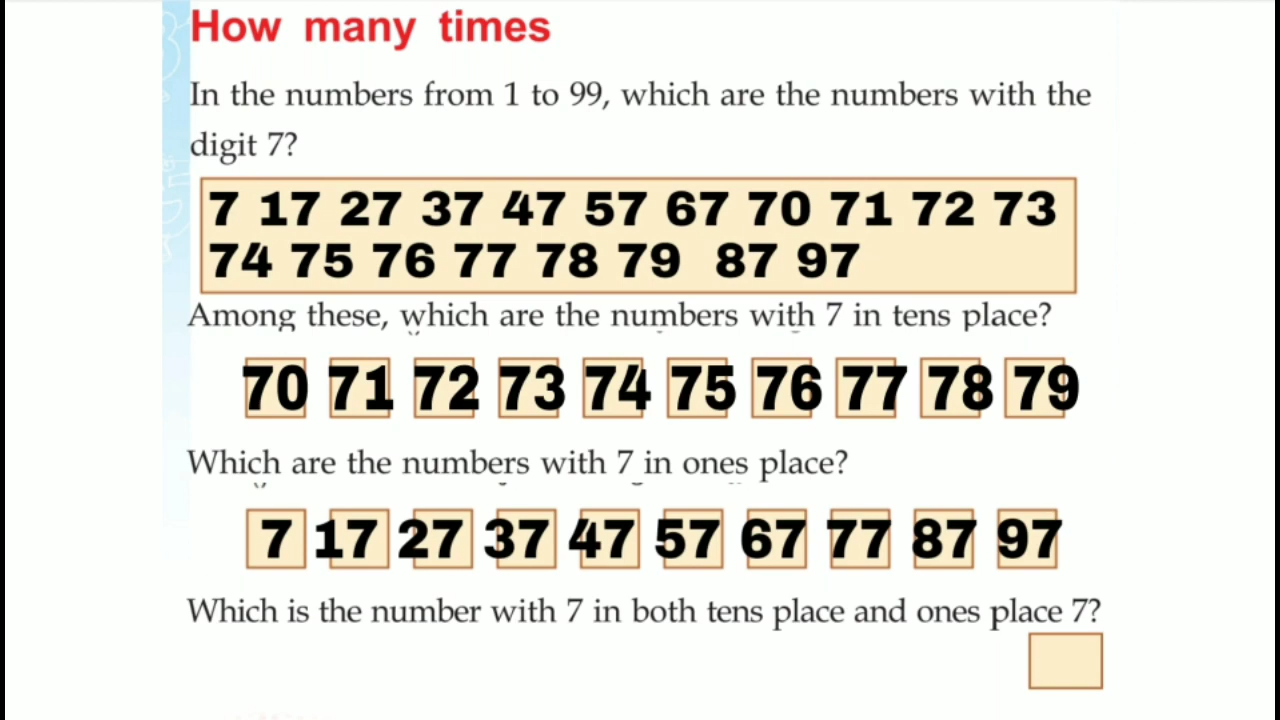 How many times
In the numbers from 1 to 99, which are the numbers with the
digit 7?
7 17 27 37 47 57 67 70 71 72 73
74 75 76 77 78 79 87 97
Among these, which are the numbers with 7 in tens place?
70 71 72 73 74 75 76 77 78 79
Which are the numbers with 7 in ones place?
7 17 27 37 47 57 67 77 87 97
Which is the number with 7 in both tens place and ones place 7?